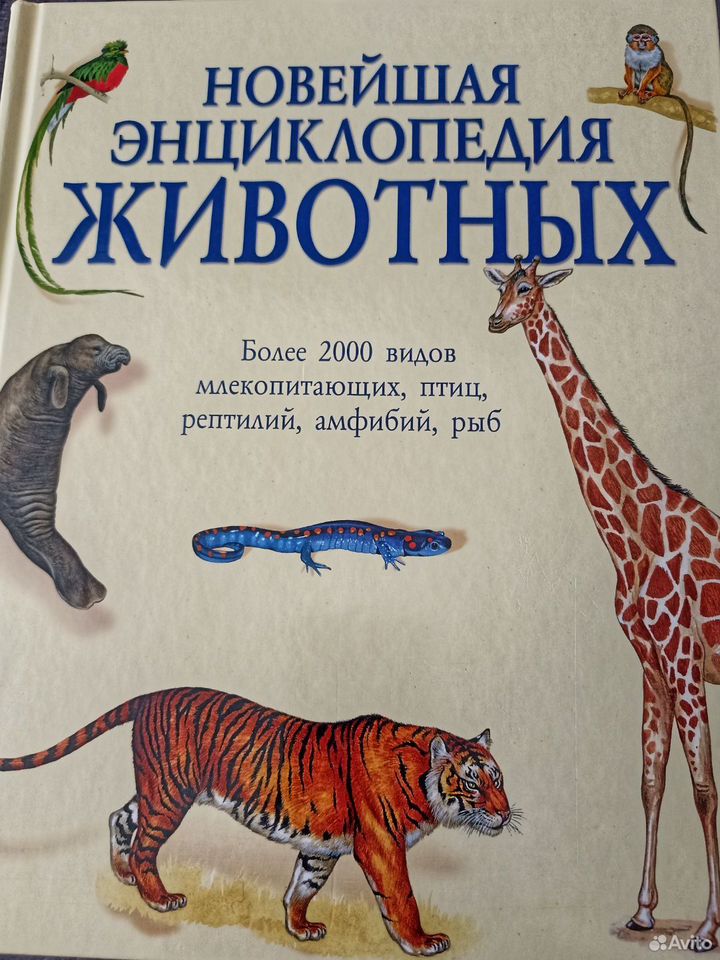 НОВЕЙШАЯ
ЭНЦИКЛОПЕДИЯ
ЖИВОТНЫХ
Более 2000 видов
млекопитающих, птиц,
рептилий, амфибий, рыб
Avito